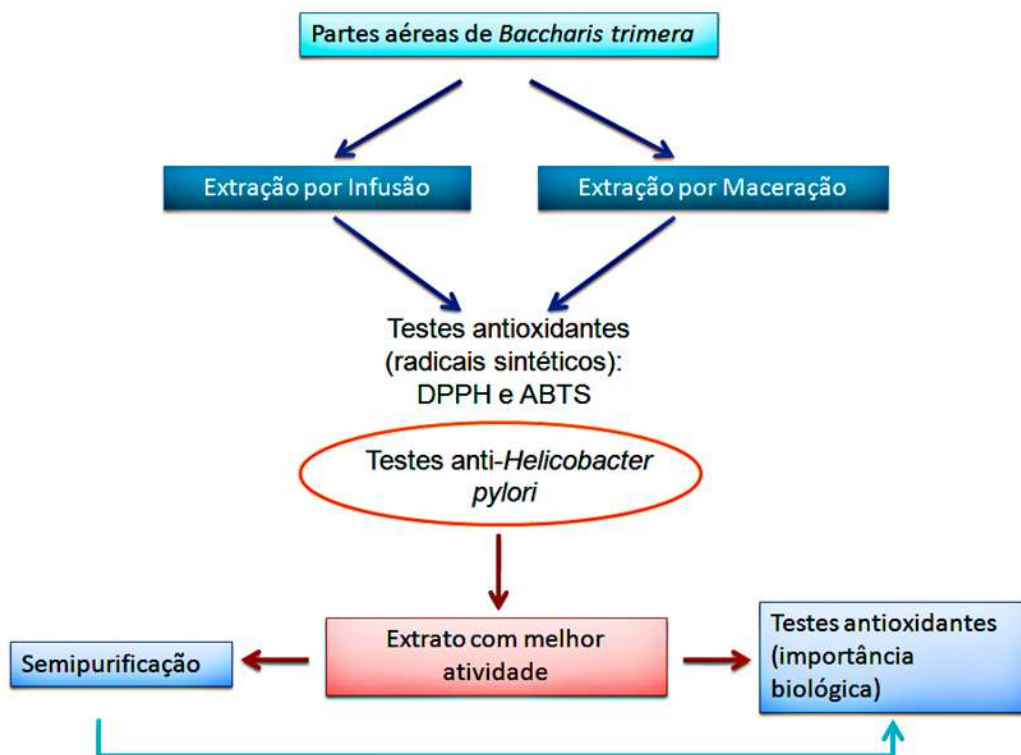 Partes aéreas de Baccharis trimera
Extração por Infusão
Extração por Maceração
Testes antioxidantes
(radicais sintéticos):
DPPH e ABTS
Testes anti-Helicobacter
pylori
Semipurificação
Extrato com melhor
atividade
Testes antioxidantes
(importância
biológica)